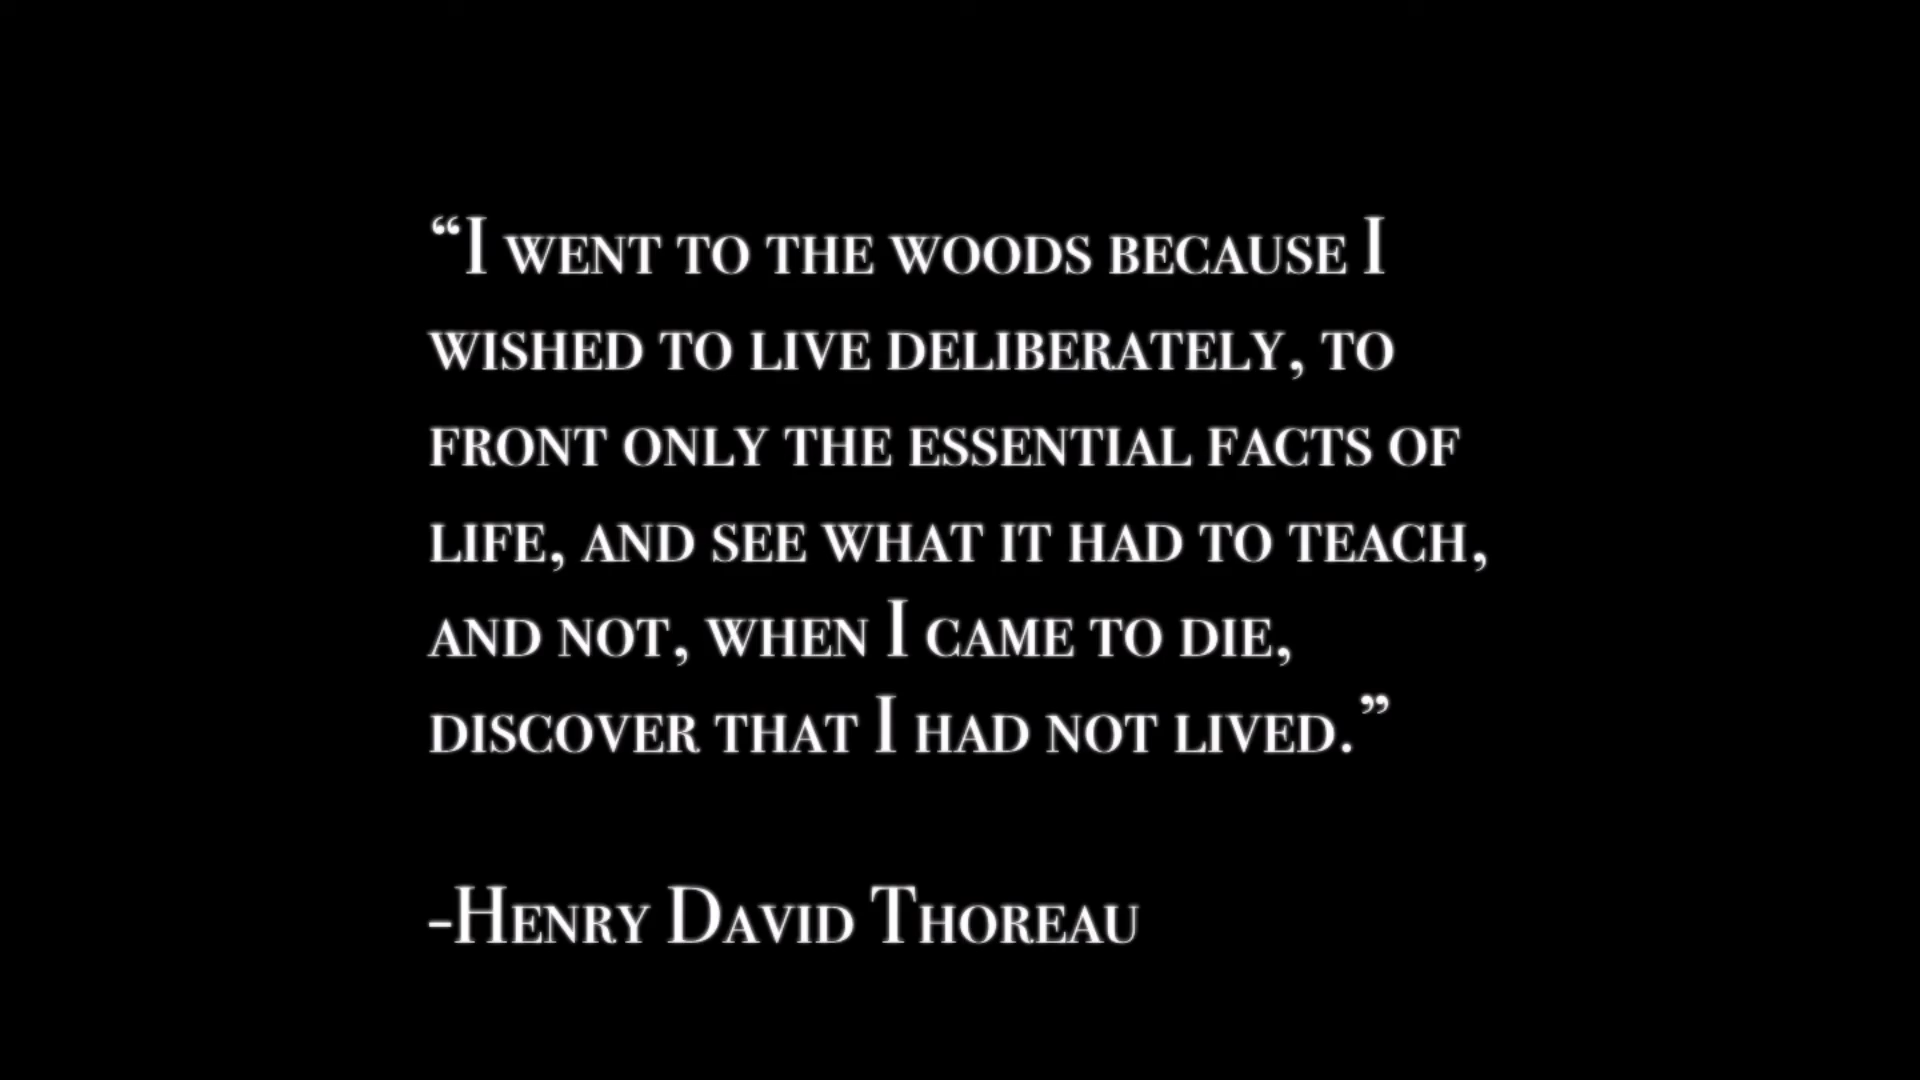 “I went to the woods because I
wished to live deliberately, to
front only the essential facts of
life, and see what it had to teach,
and not, when I came to die,
discover that I had not lived.”
-Henry David Thoreau